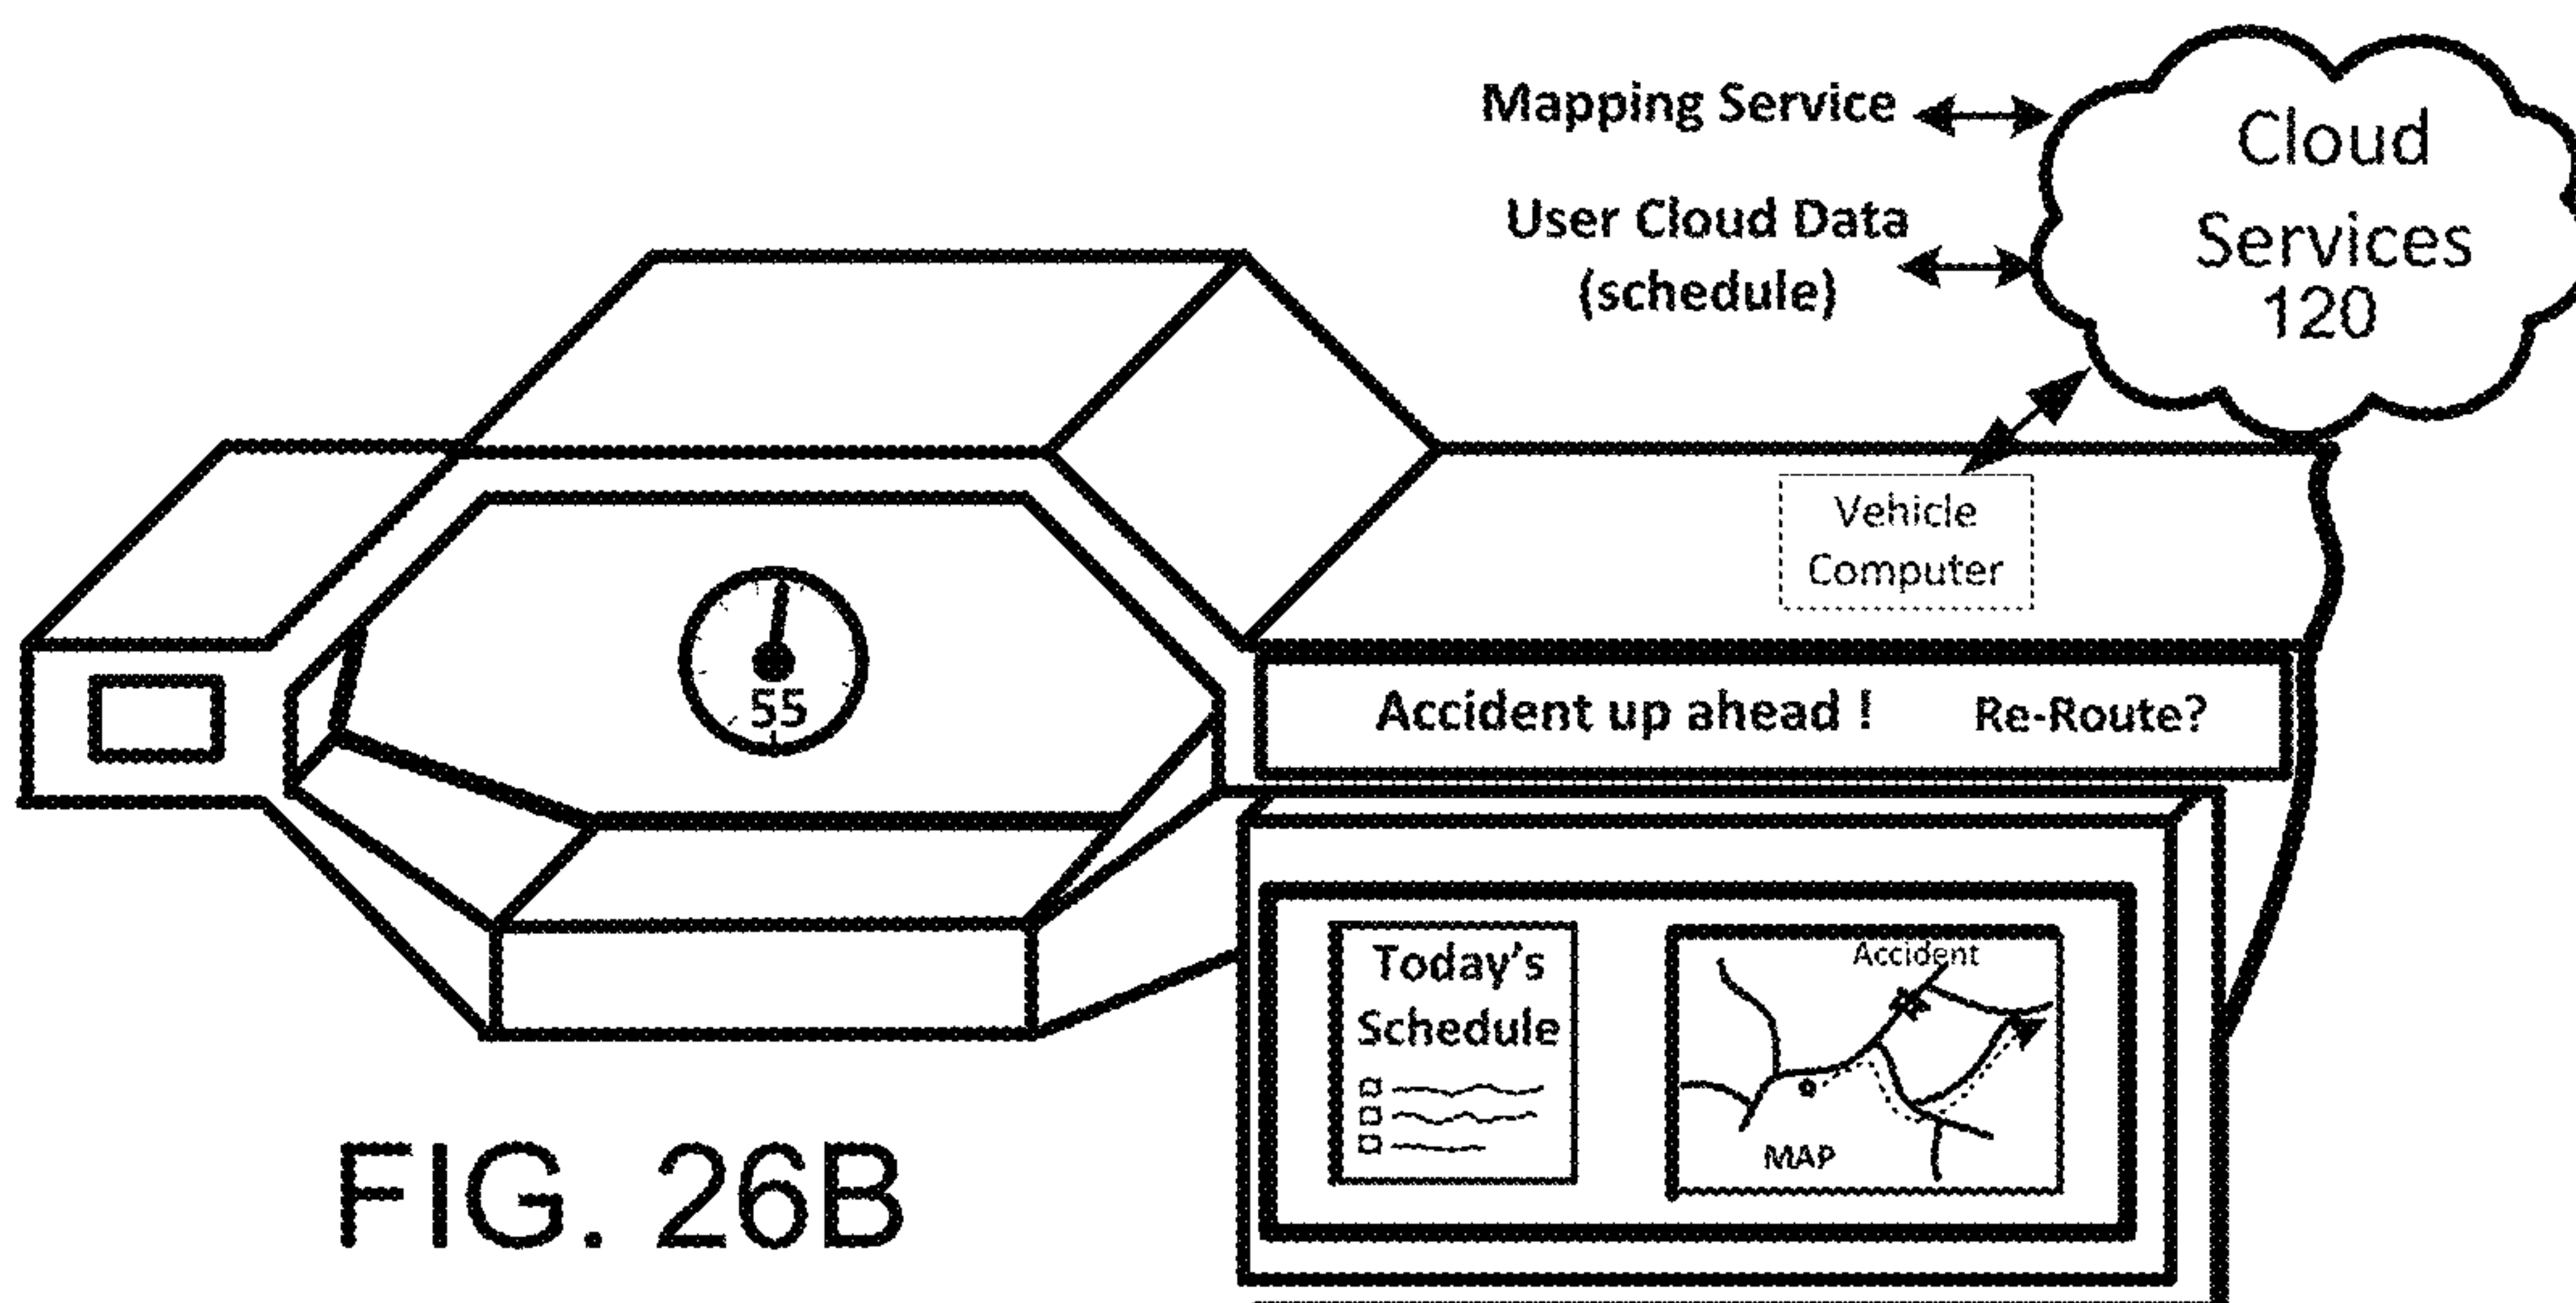 Mapping Service
User Cloud Data
(schedule)
Cloud
Services
120
Vehicle
Computer
55
Accident up ahead ! Re-Route?
Today's
Schedule
Accident
MAP
FIG. 26B